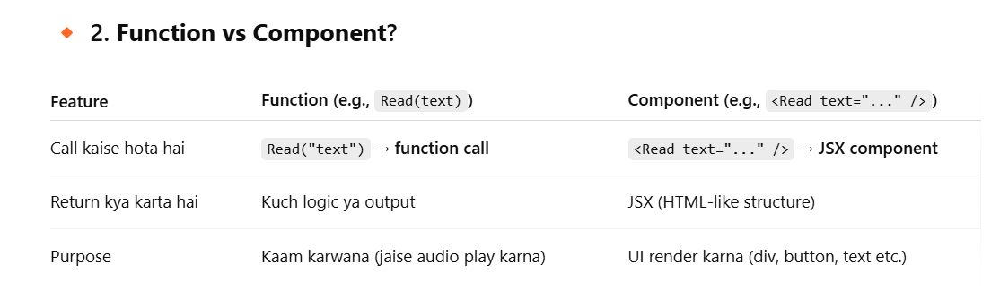 2. Function vs Component?
Feature Function (e.g., Read(text)) Component (e.g., <Read text="..." />)
Call kaise hota hai Read("text") → function call <Read text="..." /> → JSX component
Return kya karta hai Kuch logic ya output JSX (HTML-like structure)
Purpose Kaam karwana (jaise audio play karna) UI render karna (div, button, text etc.)